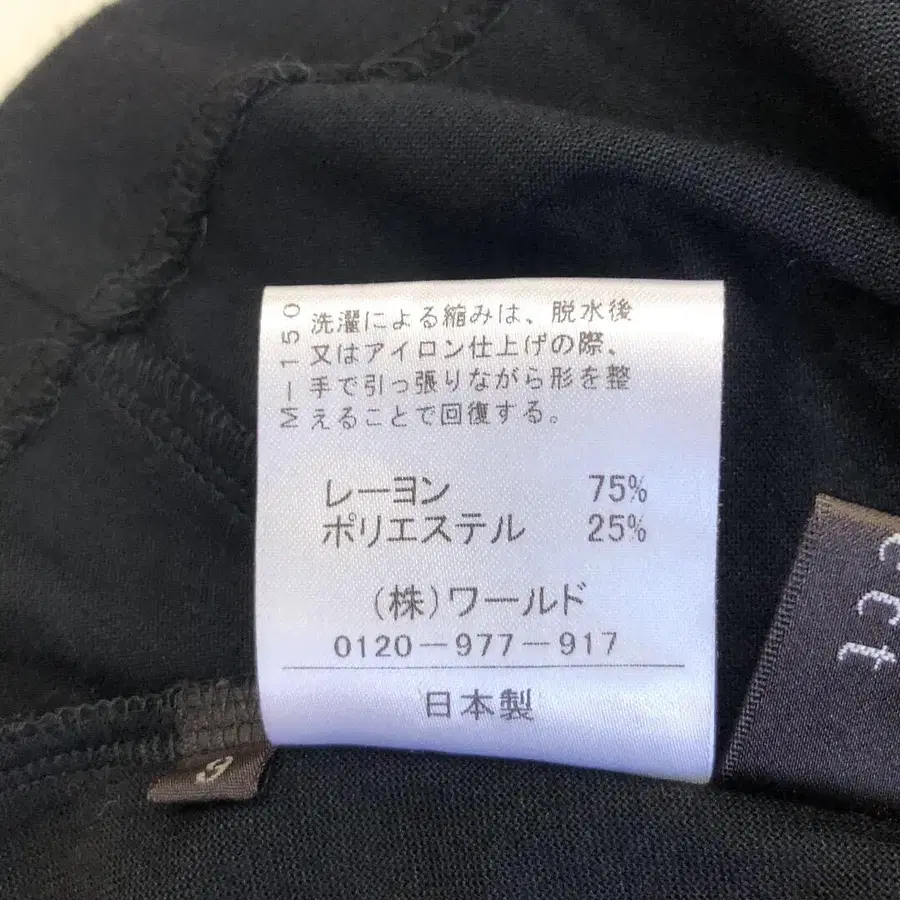 M-150
洗濯による縮みは、脱水後
又はアイロン仕上げの際、
手で引っ張りながら形を整
えることで回復する。
レーヨン 75%
ポリエステル 25%
(株)ワールド
0120-977-917
日本製